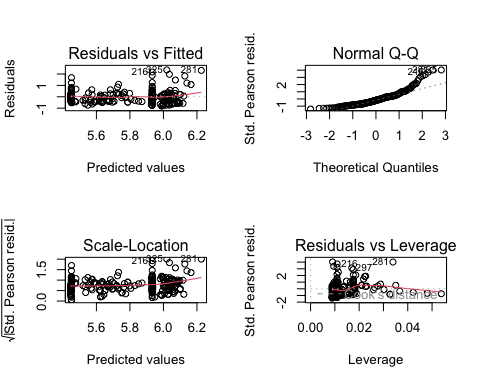 Residuals vs Fitted
Residuals
-1
1
5.6 5.8 6.0 6.2
Predicted values
281
Normal Q-Q
Std. Pearson resid.
-1
2
-3 -2 -1 0 1 2 3
Theoretical Quantiles
Scale-Location
√|Std. Pearson resid.|
0.0
1.5
5.6 5.8 6.0 6.2
Predicted values
281
Residuals vs Leverage
Std. Pearson resid.
-2
2
0.00 0.02 0.04
Leverage
216
297
281
Cook's distance